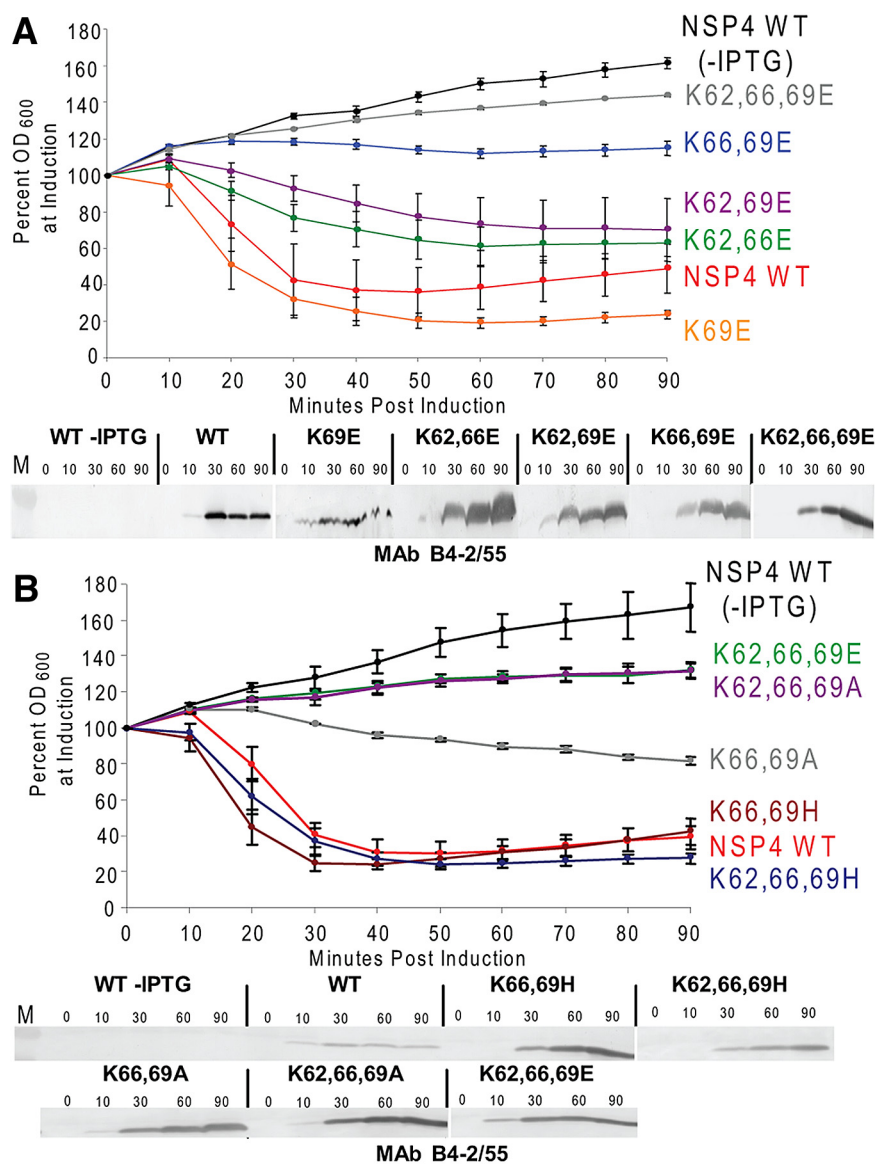 A
180
160
140
120
100
80
60
40
20
0
Percent OD 600
at Induction
0 10 20 30 40 50 60 70 80 90
Minutes Post Induction
NSP4 WT
(-IPTG)
K62,66,69E
K66,69E
K62,69E
K62,66E
NSP4 WT
K69E
WT -IPTG WT K69E K62,66E K62,69E K66,69E K62,66,69E
M 0 10 30 60 90 0 10 30 60 90 0 10 30 60 90 0 10 30 60 90 0 10 30 60 90 0 10 30 60 90 0 10 30 60 90
MAb B4-2/55
B
180
160
140
120
100
80
60
40
20
0
Percent OD 600
at Induction
0 10 20 30 40 50 60 70 80 90
Minutes Post Induction
NSP4 WT
(-IPTG)
K62,66,69E
K62,66,69A
K66,69A
K66,69H
NSP4 WT
K62,66,69H
WT -IPTG WT K66,69H K62,66,69H
M 0 10 30 60 90 0 10 30 60 90 0 10 30 60 90 0 10 30 60 90
K66,69A K62,66,69A K62,66,69E
0 10 30 60 90 0 10 30 60 90 0 10 30 60 90
MAb B4-2/55